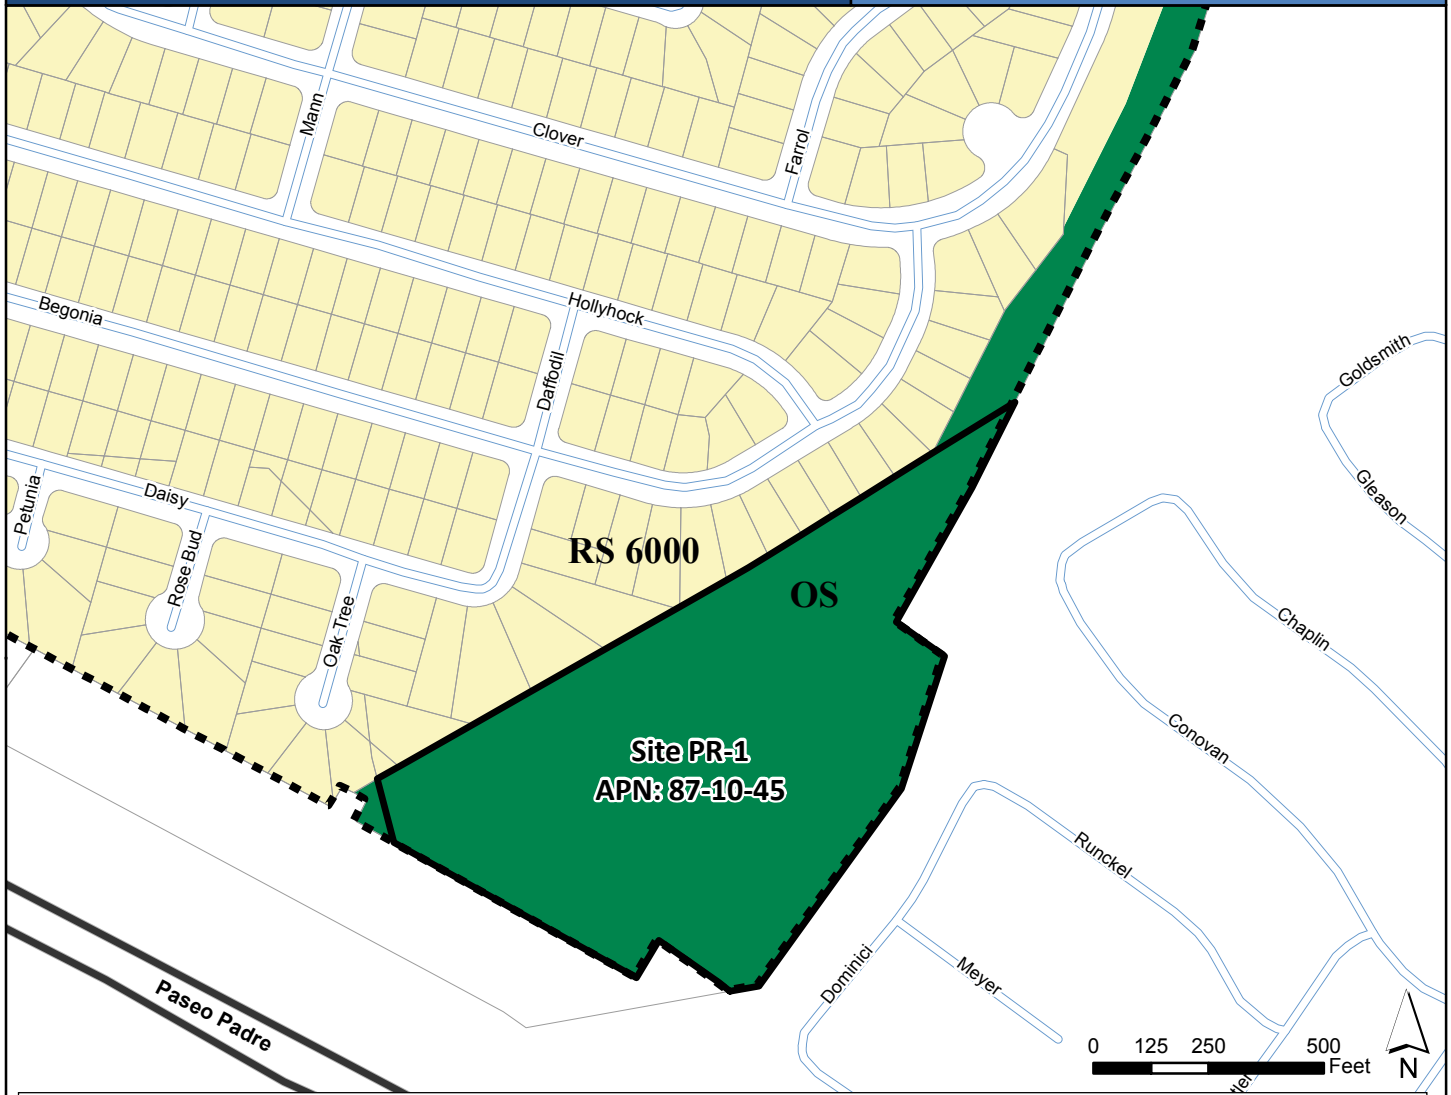 Mann
Clover
Farrol
Hollyhock
Begonia
Daffodil
Goldsmith
Gleason
Petunia
Daisy
Rose Bud
Oak Tree
RS 6000
OS
Chaplin
Conovan
Site PR-1
APN: 87-10-45
Runckel
Dominici
Meyer
Paseo Padre
0 125 250 500
Feet
N